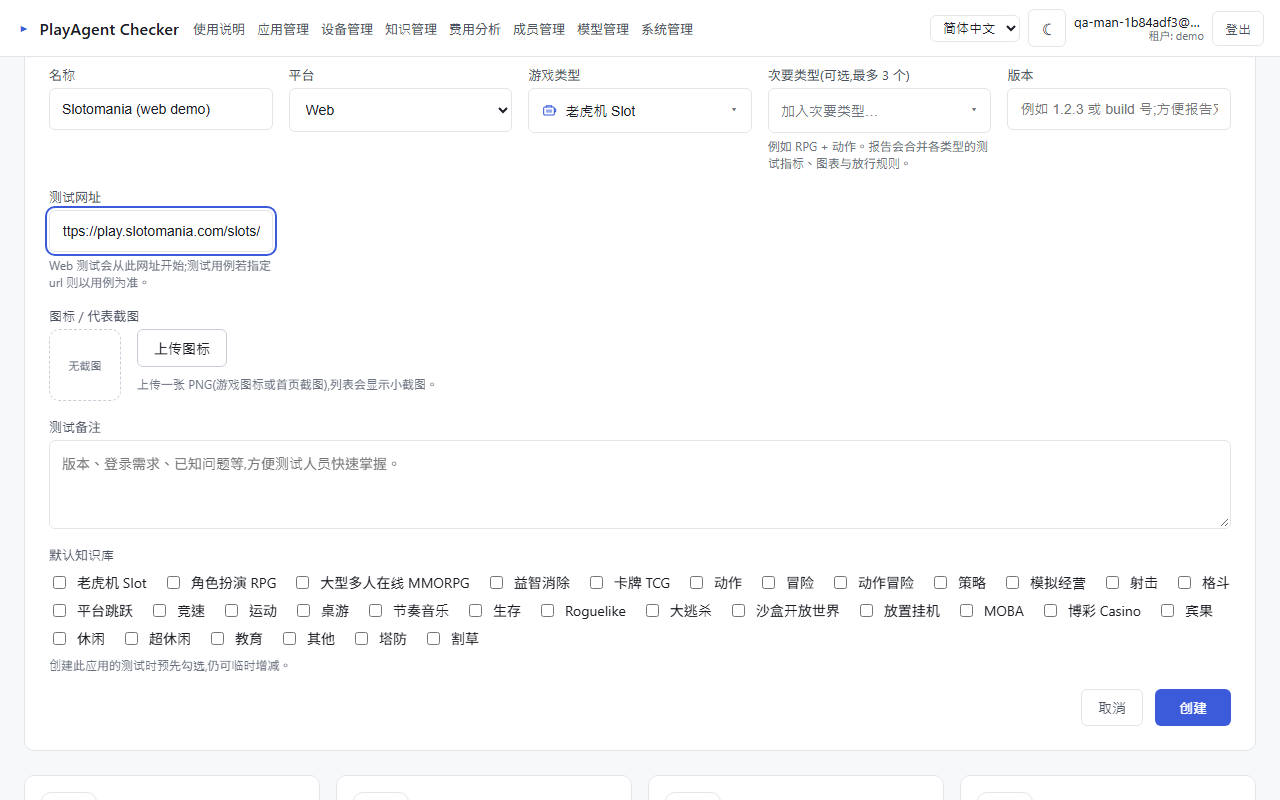 PlayAgent Checker 使用说明 应用管理 设备管理 知识管理 费用分析 成员管理 模型管理 系统管理 简体中文 qa-man-1b84adf3@... 登出
租户: demo
名称 平台 游戏类型 次要类型(可选,最多 3 个) 版本
Slotomania (web demo) Web 老虎机 Slot 加入次要类型... 例如 1.2.3 或 build 号;方便报告
例如 RPG + 动作。报告会合并各类型的测
试指标、图表与放行规则。
测试网址
ttps://play.slotomania.com/slots/
Web 测试会从此网址开始;测试用例若指定
url 则以用例为准。
图标 / 代表截图
无截图 上传图标
上传一张 PNG(游戏图标或首页截图),列表会显示小截图。
测试备注
版本、登录需求、已知问题等,方便测试人员快速掌握。
默认知识库
老虎机 Slot 角色扮演 RPG 大型多人在线 MMORPG 益智消除 卡牌 TCG 动作 冒险 动作冒险 策略 模拟经营 射击 格斗
平台跳跃 竞速 运动 桌游 节奏音乐 生存 Roguelike 大逃杀 沙盒开放世界 放置挂机 MOBA 博彩 Casino 宾果
休闲 超休闲 教育 其他 塔防 割草
创建此应用的测试时预先勾选,仍可临时增减。
取消 创建